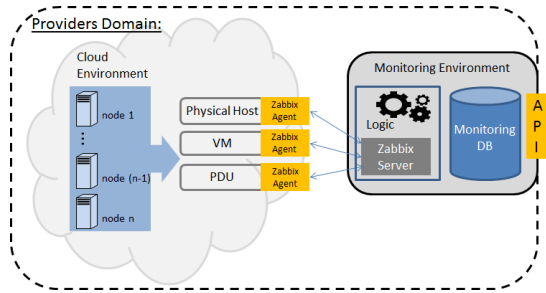 Providers Domain:
Cloud
Environment
node 1
node (n-1)
node n
Physical Host
Zabbix
Agent
VM
Zabbix
Agent
PDU
Zabbix
Agent
Monitoring Environment
Logic
Zabbix
Server
Monitoring
DB
A
P
I